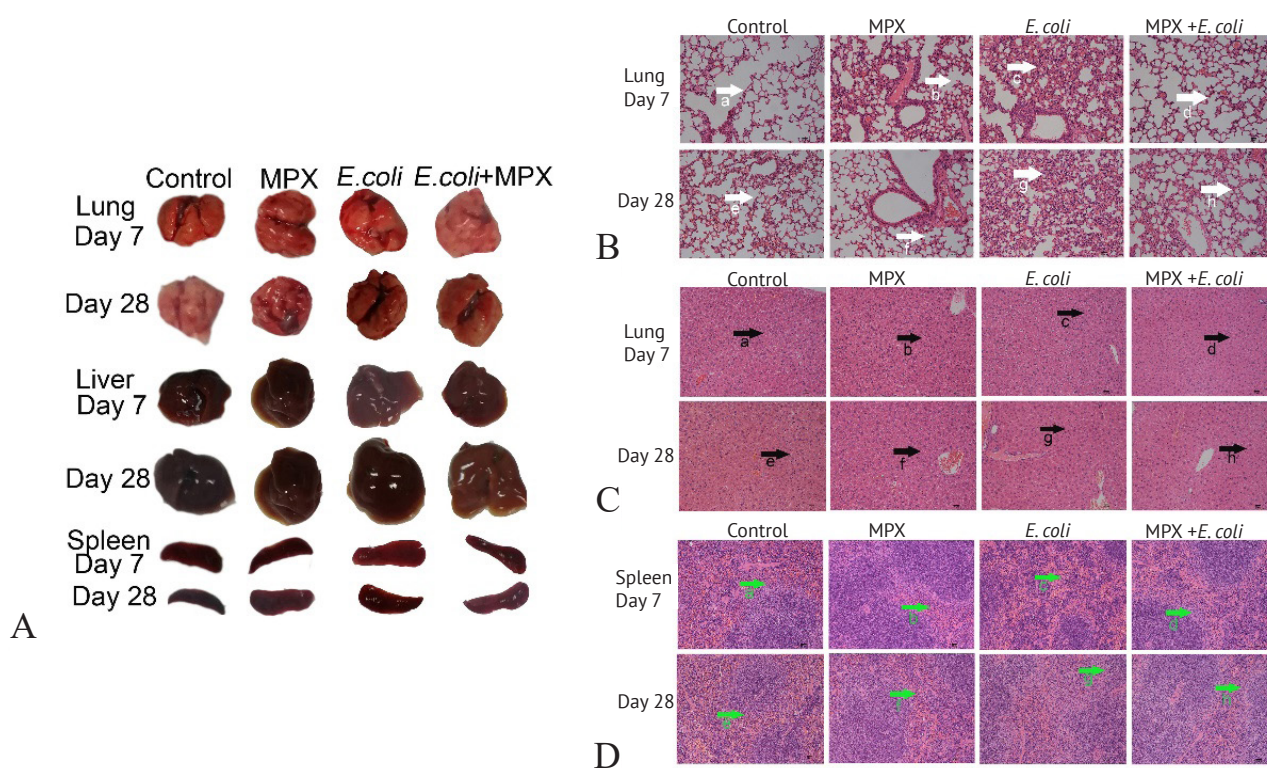 Control MPX E.coli E.coli+MPX
Lung
Day 7
Day 28
Liver
Day 7
Day 28
Spleen
Day 7
Day 28
A
Control MPX E. coli MPX +E. coli
Lung
Day 7
a b c d
Day 28
e f g h
B
Control MPX E. coli MPX +E. coli
Lung
Day 7
a b c d
Day 28
e f g h
C
Control MPX E. coli MPX +E. coli
Spleen
Day 7
a b c d
Day 28
e f g h
D